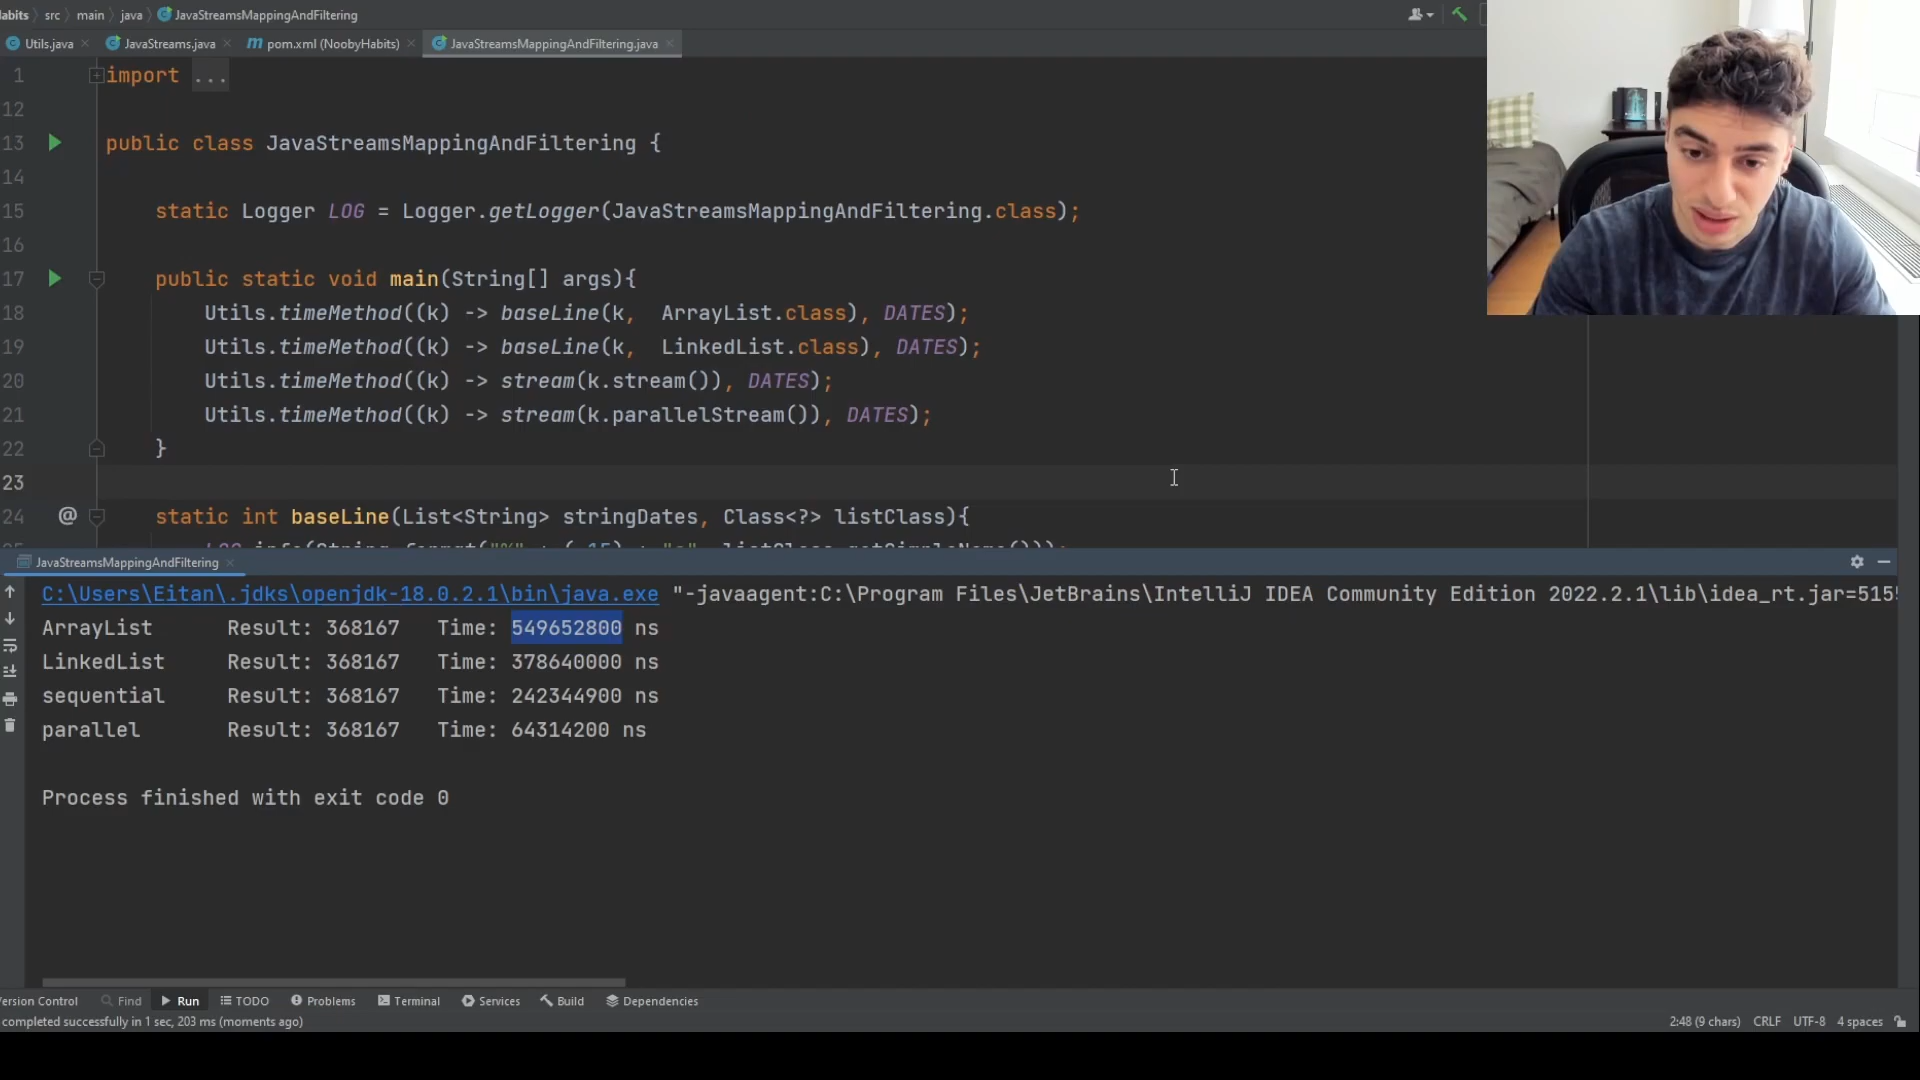 abits src main java JavaStreamsMappingAndFiltering
Utils.java JavaStreams.java pom.xml (NoobyHabits) JavaStreamsMappingAndFiltering.java
1 import ...
12
13 public class JavaStreamsMappingAndFiltering {
14
15 static Logger LOG = Logger.getLogger(JavaStreamsMappingAndFiltering.class);
16
17 public static void main(String[] args){
18 Utils.timeMethod((k) -> baseLine(k, ArrayList.class), DATES);
19 Utils.timeMethod((k) -> baseLine(k, LinkedList.class), DATES);
20 Utils.timeMethod((k) -> stream(k.stream()), DATES);
21 Utils.timeMethod((k) -> stream(k.parallelStream()), DATES);
22 }
23
24 @ static int baseLine(List<String> stringDates, Class<?> listClass){
JavaStreamsMappingAndFiltering
C:\Users\Eitan\.jdks\openjdk-18.0.2.1\bin\java.exe "-javaagent:C:\Program Files\JetBrains\IntelliJ IDEA Community Edition 2022.2.1\lib\idea_rt.jar=515
ArrayList Result: 368167 Time: 549652800 ns
LinkedList Result: 368167 Time: 378640000 ns
sequential Result: 368167 Time: 242344900 ns
parallel Result: 368167 Time: 64314200 ns
Process finished with exit code 0
ersion Control Find Run TODO Problems Terminal Services Build Dependencies
completed successfully in 1 sec, 203 ms (moments ago) 2:48 (9 chars) CRLF UTF-8 4 spaces